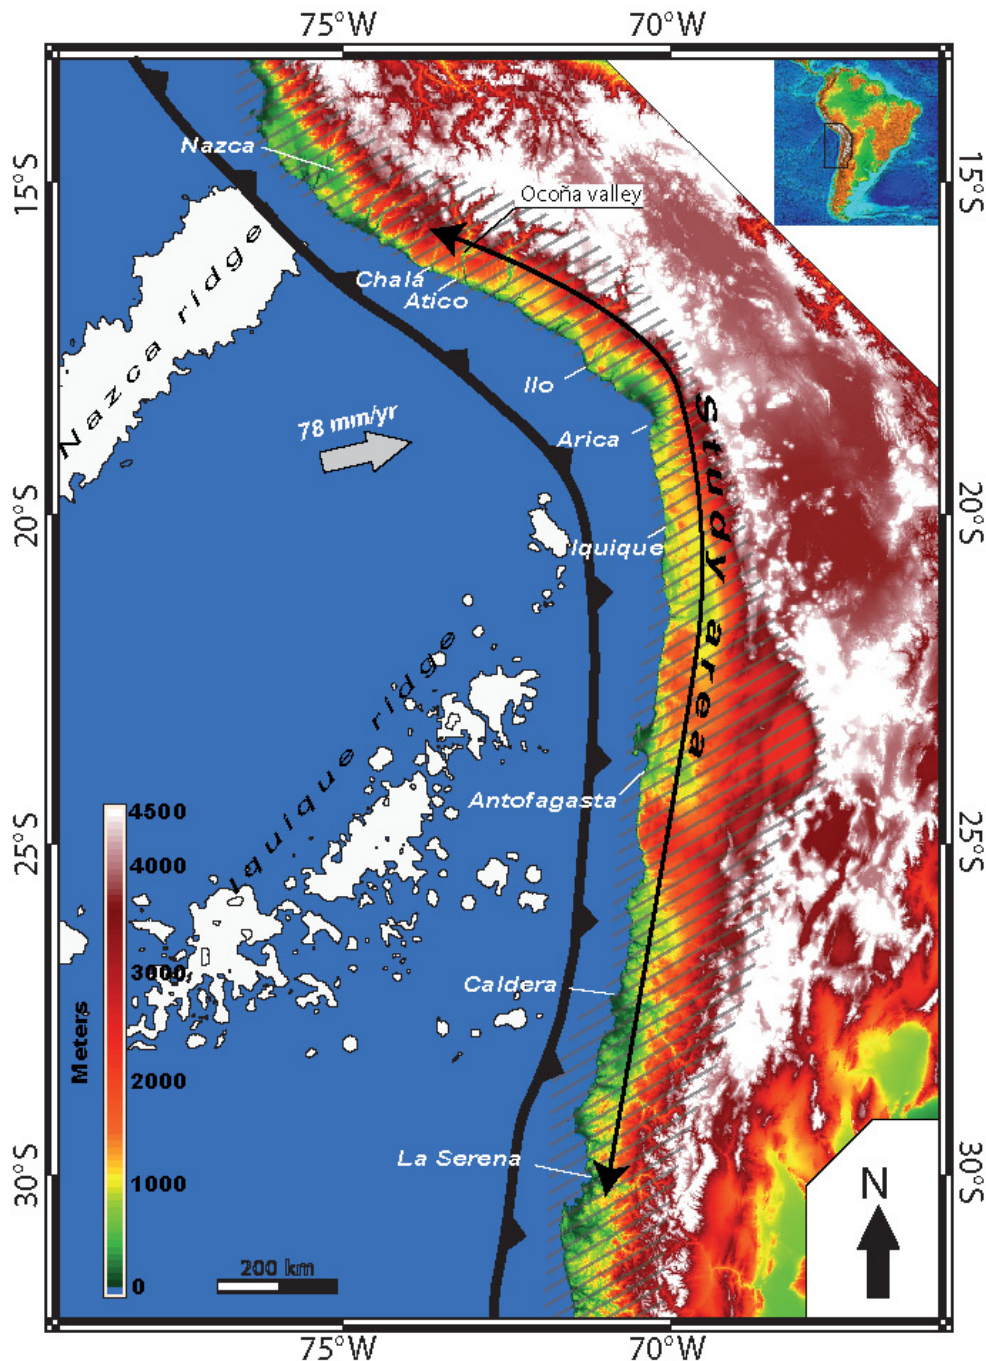 75°W
70°W
Nazca
15°S
15°S
Ocoña valley
Nazca ridge
Chala
Atico
Ilo
78 mm/yr
Arica
Study area
20°S
20°S
Iquique
Iquique ridge
Antofagasta
4500
25°S
25°S
4000
3000
Caldera
Meters
2000
La Serena
1000
30°S
30°S
N
200 km
0
75°W
70°W